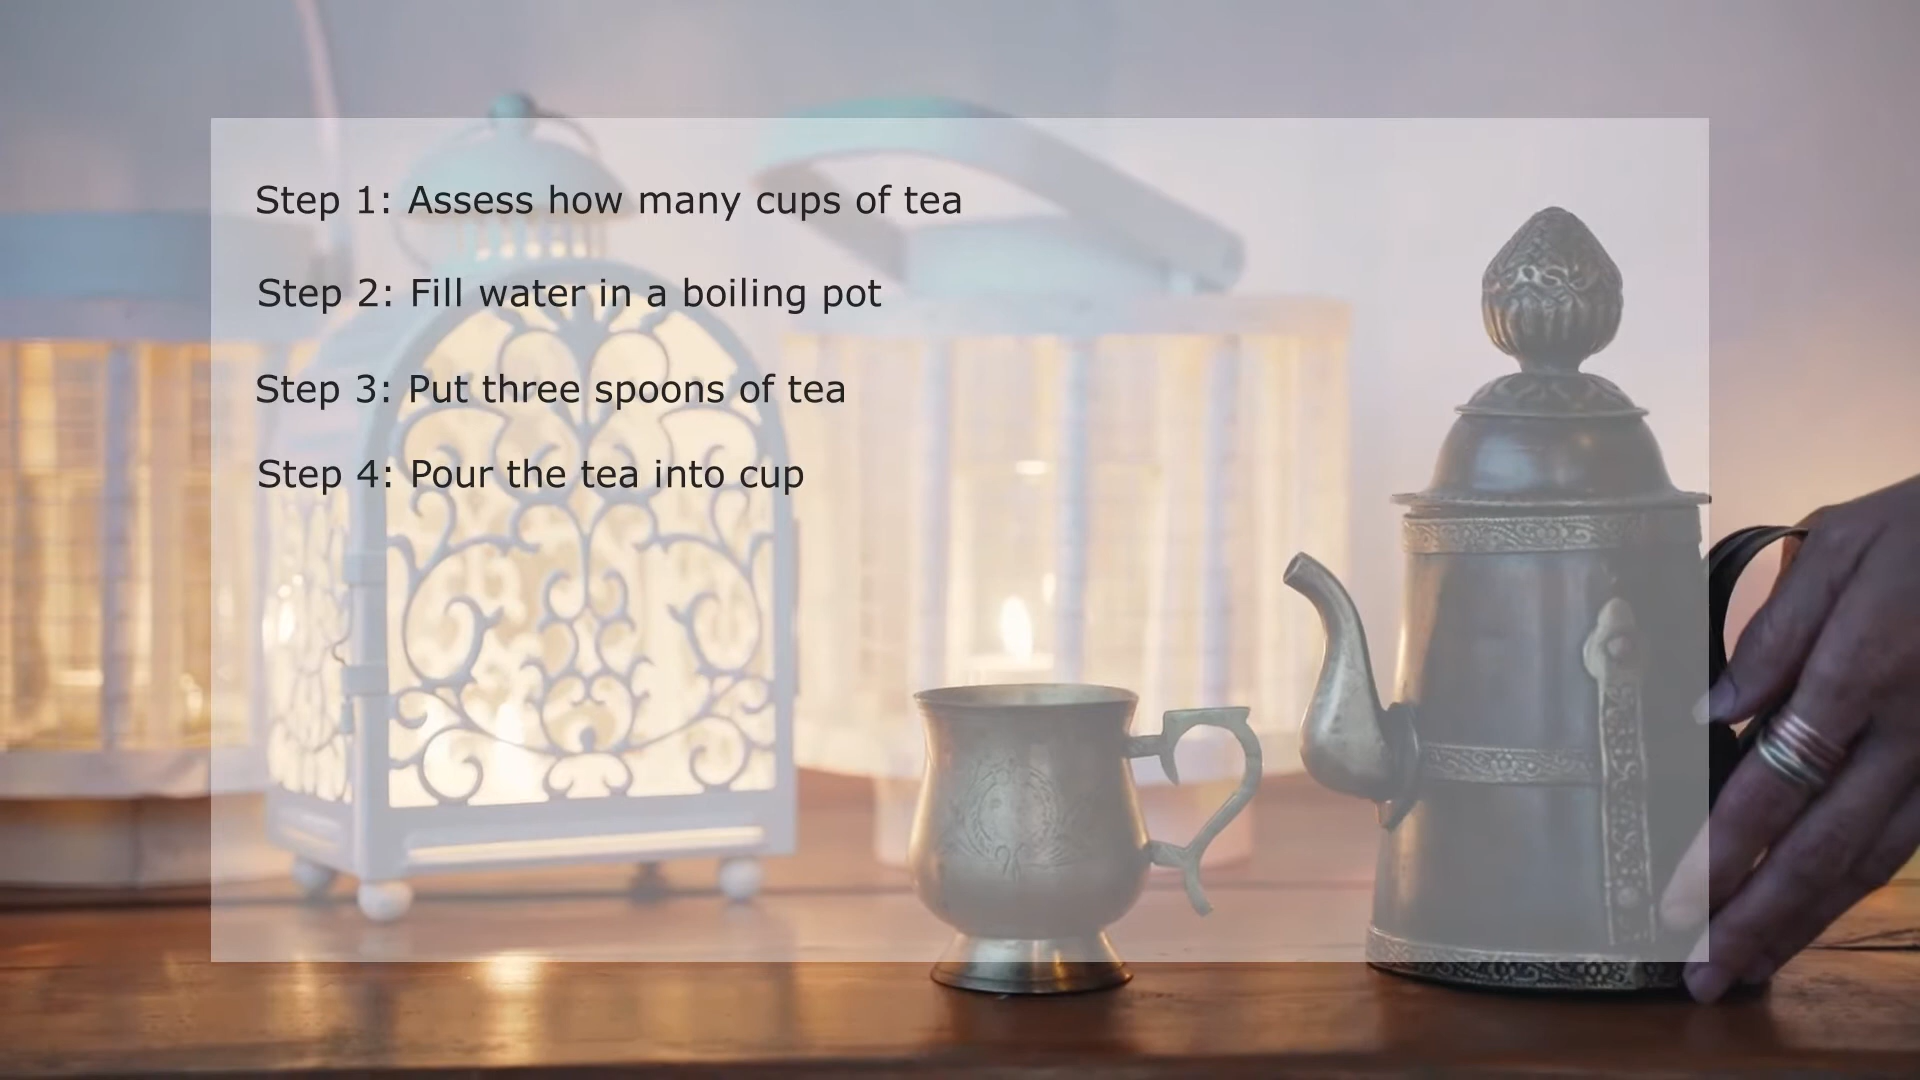 Step 1: Assess how many cups of tea
Step 2: Fill water in a boiling pot
Step 3: Put three spoons of tea
Step 4: Pour the tea into cup